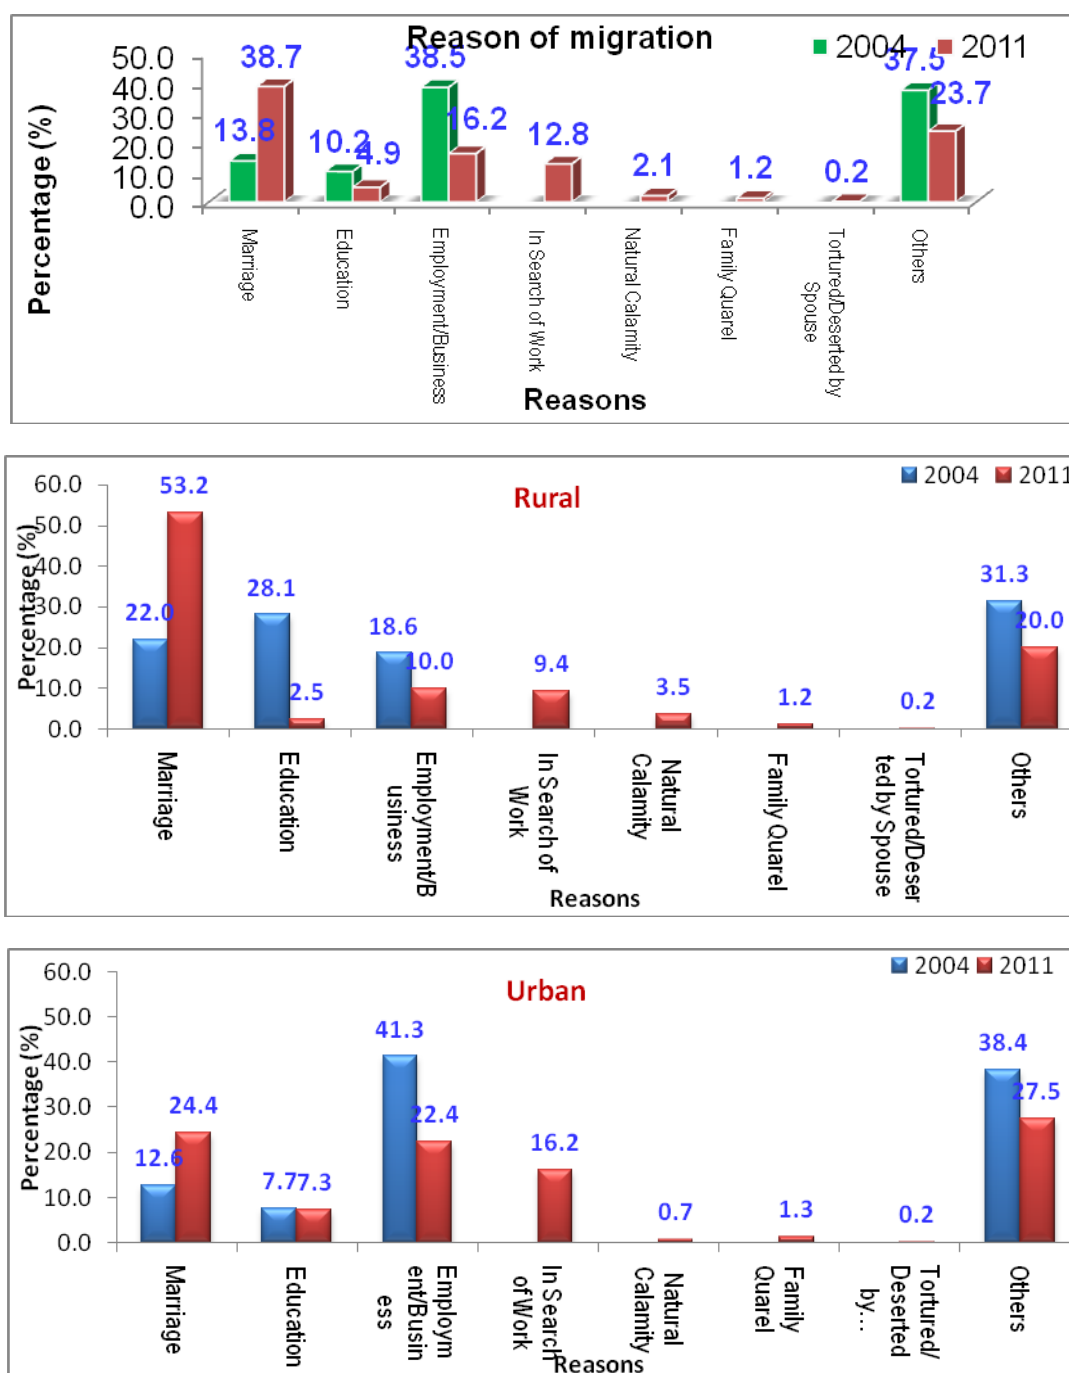 Reason of migration
2004 2011
Percentage (%)
50.0
40.0
30.0
20.0
10.0
0.0
13.8 38.7 10.2 4.9 38.5 16.2 12.8 2.1 1.2 0.2 37.5 23.7
Marriage
Education
Employment/Business
In Search of Work
Natural Calamity
Family Quarel
Tortured/Deserted by
Spouse
Others
Reasons
Rural
2004 2011
Percentage (%)
60.0
50.0
40.0
30.0
20.0
10.0
0.0
22.0 53.2 28.1 2.5 18.6 10.0 9.4 3.5 1.2 0.2 31.3 20.0
Marriage
Education
Employment/B
usiness
In Search of
Work
Natural
Calamity
Family Quarel
Tortured/Deser
ted by Spouse
Others
Reasons
Urban
2004 2011
Percentage (%)
60.0
50.0
40.0
30.0
20.0
10.0
0.0
12.6 24.4 7.7 7.3 41.3 22.4 16.2 0.7 1.3 0.2 38.4 27.5
Marriage
Education
Employm
ent/Busin
ess
In Search
of Work
Natural
Calamity
Family
Quarel
Tortured/
Deserted
by…
Others
Reasons